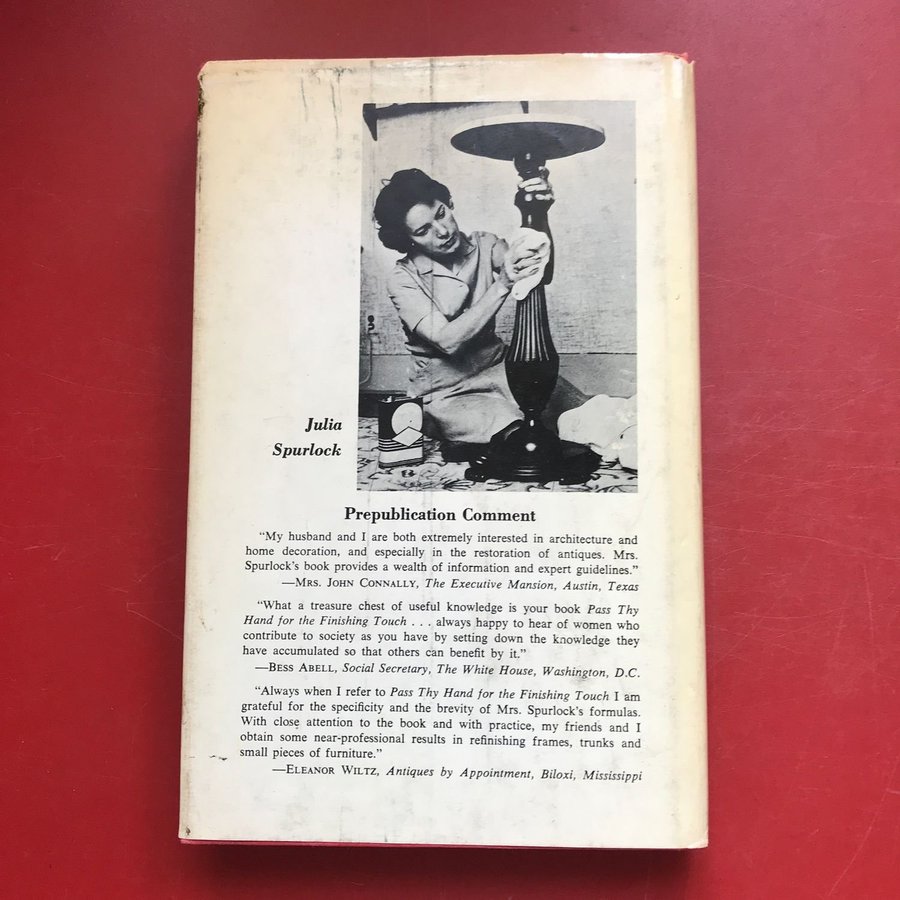 Julia
Spurlock
Prepublication Comment
“My husband and I are both extremely interested in architecture and
home decoration, and especially in the restoration of antiques. Mrs.
Spurlock's book provides a wealth of information and expert guidelines.”
—MRS. JOHN CONNALLY, The Executive Mansion, Austin, Texas
“What a treasure chest of useful knowledge is your book Pass Thy
Hand for the Finishing Touch . . . always happy to hear of women who
contribute to society as you have by setting down the knowledge they
have accumulated so that others can benefit by it.”
—BESS ABELL, Social Secretary, The White House, Washington, D.C.
“Always when I refer to Pass Thy Hand for the Finishing Touch I am
grateful for the specificity and the brevity of Mrs. Spurlock's formulas.
With close attention to the book and with practice, my friends and I
obtain some near-professional results in refinishing frames, trunks and
small pieces of furniture.”
—ELEANOR WILTZ, Antiques by Appointment, Biloxi, Mississippi